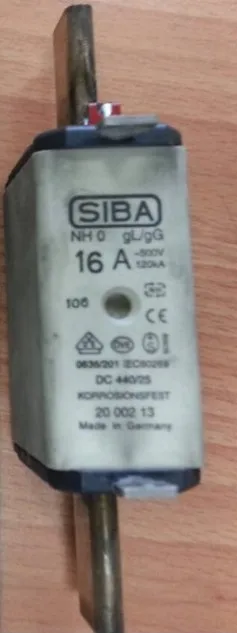 SIBA
NH 0 gL/gG
16 A ~500V
120kA
106
CE
0636/201 IEC60269
DC 440/25
KORROSIONSFEST
20 002 13
Made in Germany